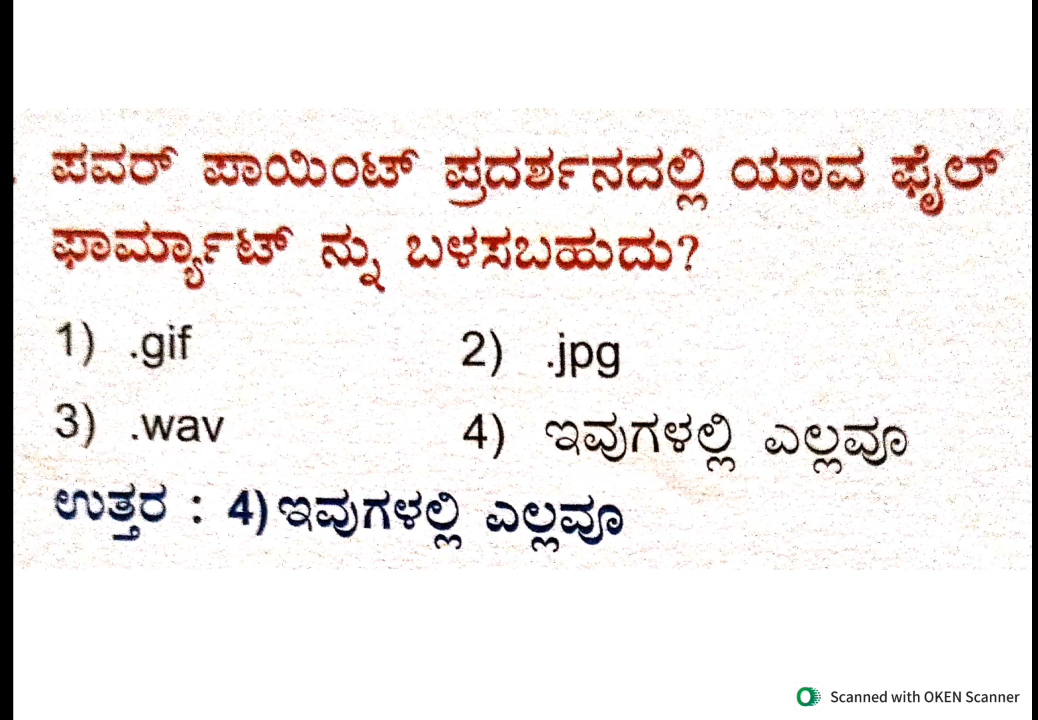 ಪವರ್ ಪಾಯಿಂಟ್ ಪ್ರದರ್ಶನದಲ್ಲಿ ಯಾವ ಫೈಲ್
ಫಾರ್ಮ್ಯಾಟ್ ನ್ನು ಬಳಸಬಹುದು?
1) .gif 2) .jpg
3) .wav 4) ಇವುಗಳಲ್ಲಿ ಎಲ್ಲವೂ
ಉತ್ತರ : 4) ಇವುಗಳಲ್ಲಿ ಎಲ್ಲವೂ
Scanned with OKEN Scanner